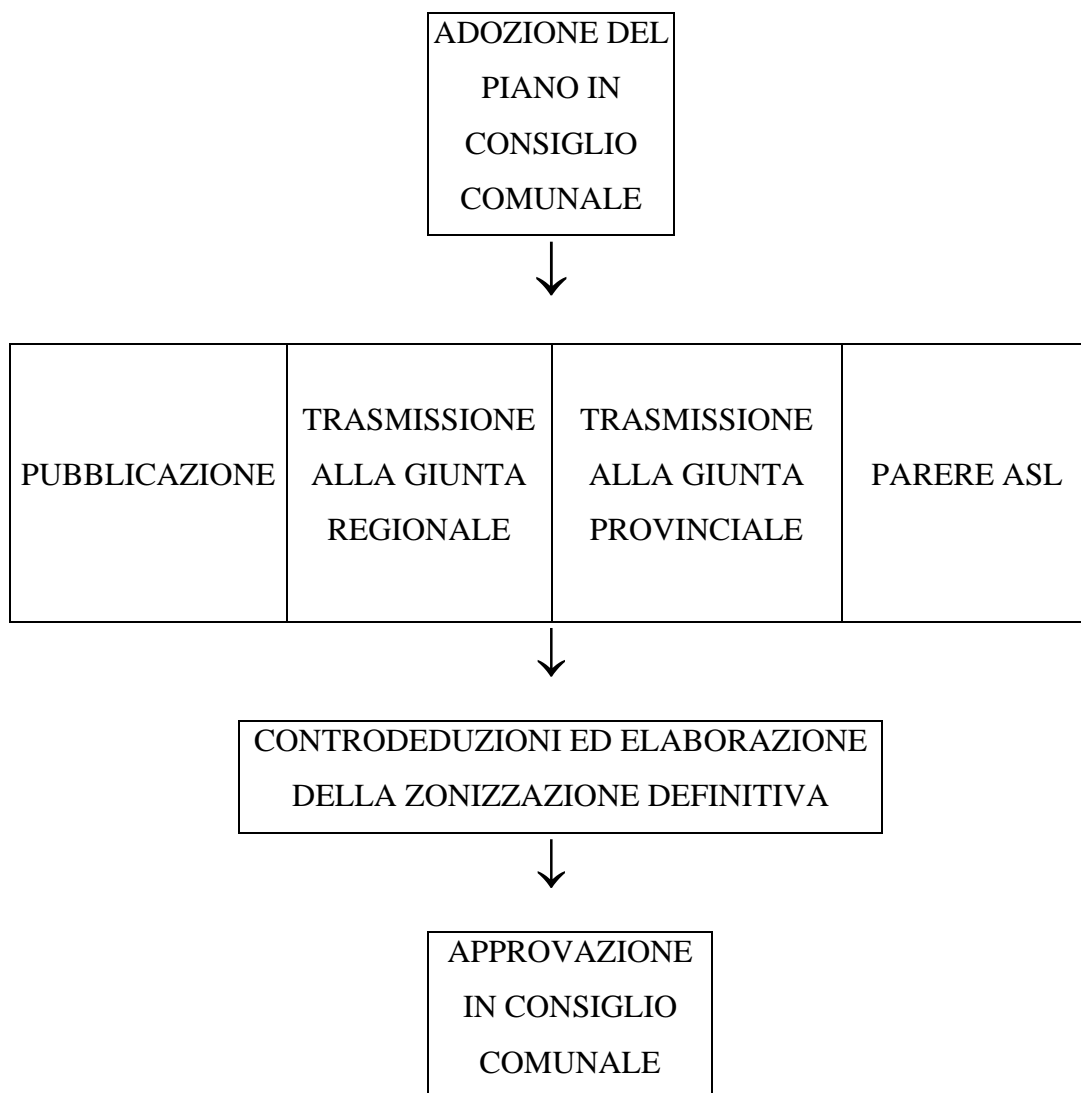 ADOZIONE DEL
PIANO IN
CONSIGLIO
COMUNALE
PUBBLICAZIONE
TRASMISSIONE
ALLA GIUNTA
REGIONALE
TRASMISSIONE
ALLA GIUNTA
PROVINCIALE
PARERE ASL
CONTRODEDUZIONI ED ELABORAZIONE
DELLA ZONIZZAZIONE DEFINITIVA
APPROVAZIONE
IN CONSIGLIO
COMUNALE